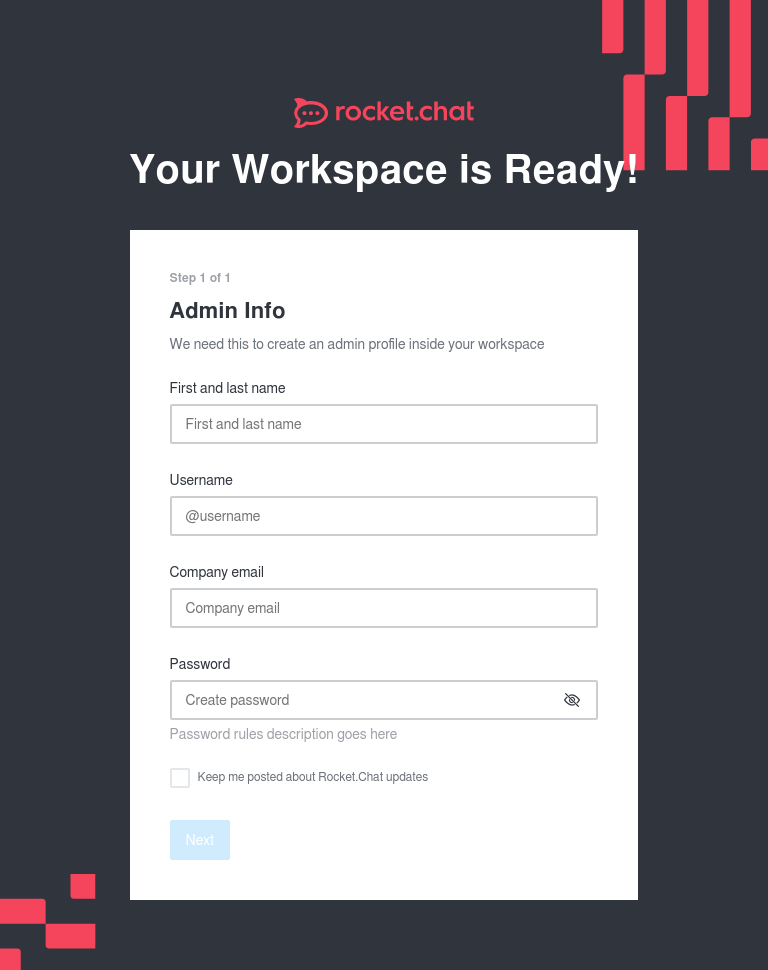 rocket.chat
Your Workspace is Ready!
Step 1 of 1
Admin Info
We need this to create an admin profile inside your workspace
First and last name
First and last name
Username
@username
Company email
Company email
Password
Create password
Password rules description goes here
Keep me posted about Rocket.Chat updates
Next